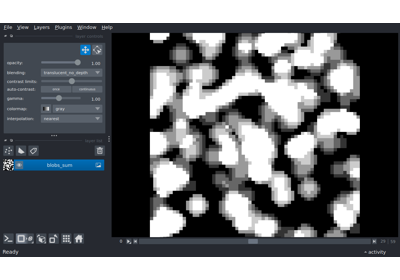 File View Layers Plugins Window Help
opacity: 1.00
blending: translucent_no_depth
contrast limits:
auto-contrast: once continuous
gamma: 1.00
colormap: gray
interpolation: nearest
blobs_sum
Ready
activity